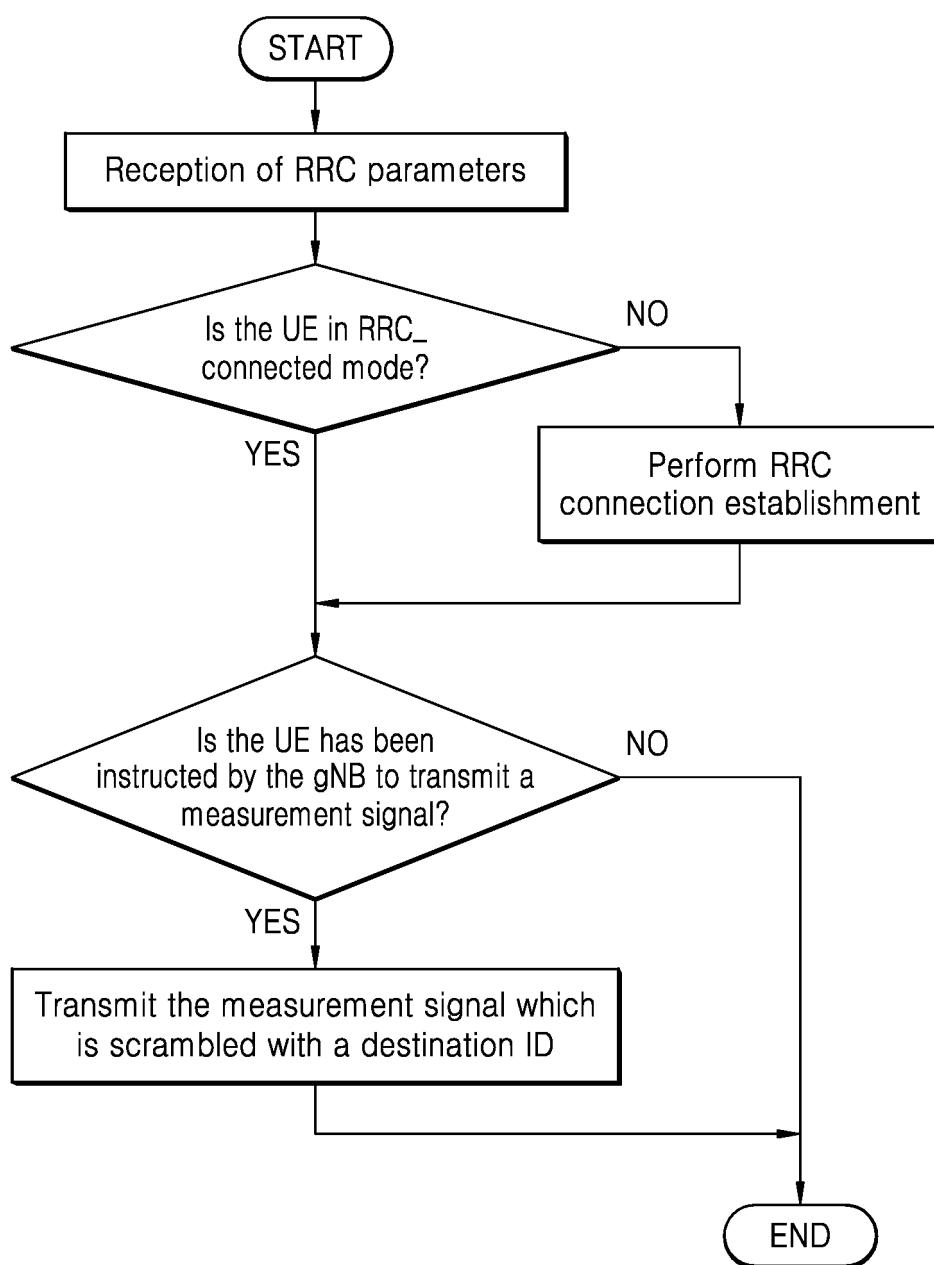 START
Reception of RRC parameters
Is the UE in RRC_
connected mode?
NO
YES
Perform RRC
connection establishment
Is the UE has been
instructed by the gNB to transmit a
measurement signal?
NO
YES
Transmit the measurement signal which
is scrambled with a destination ID
END